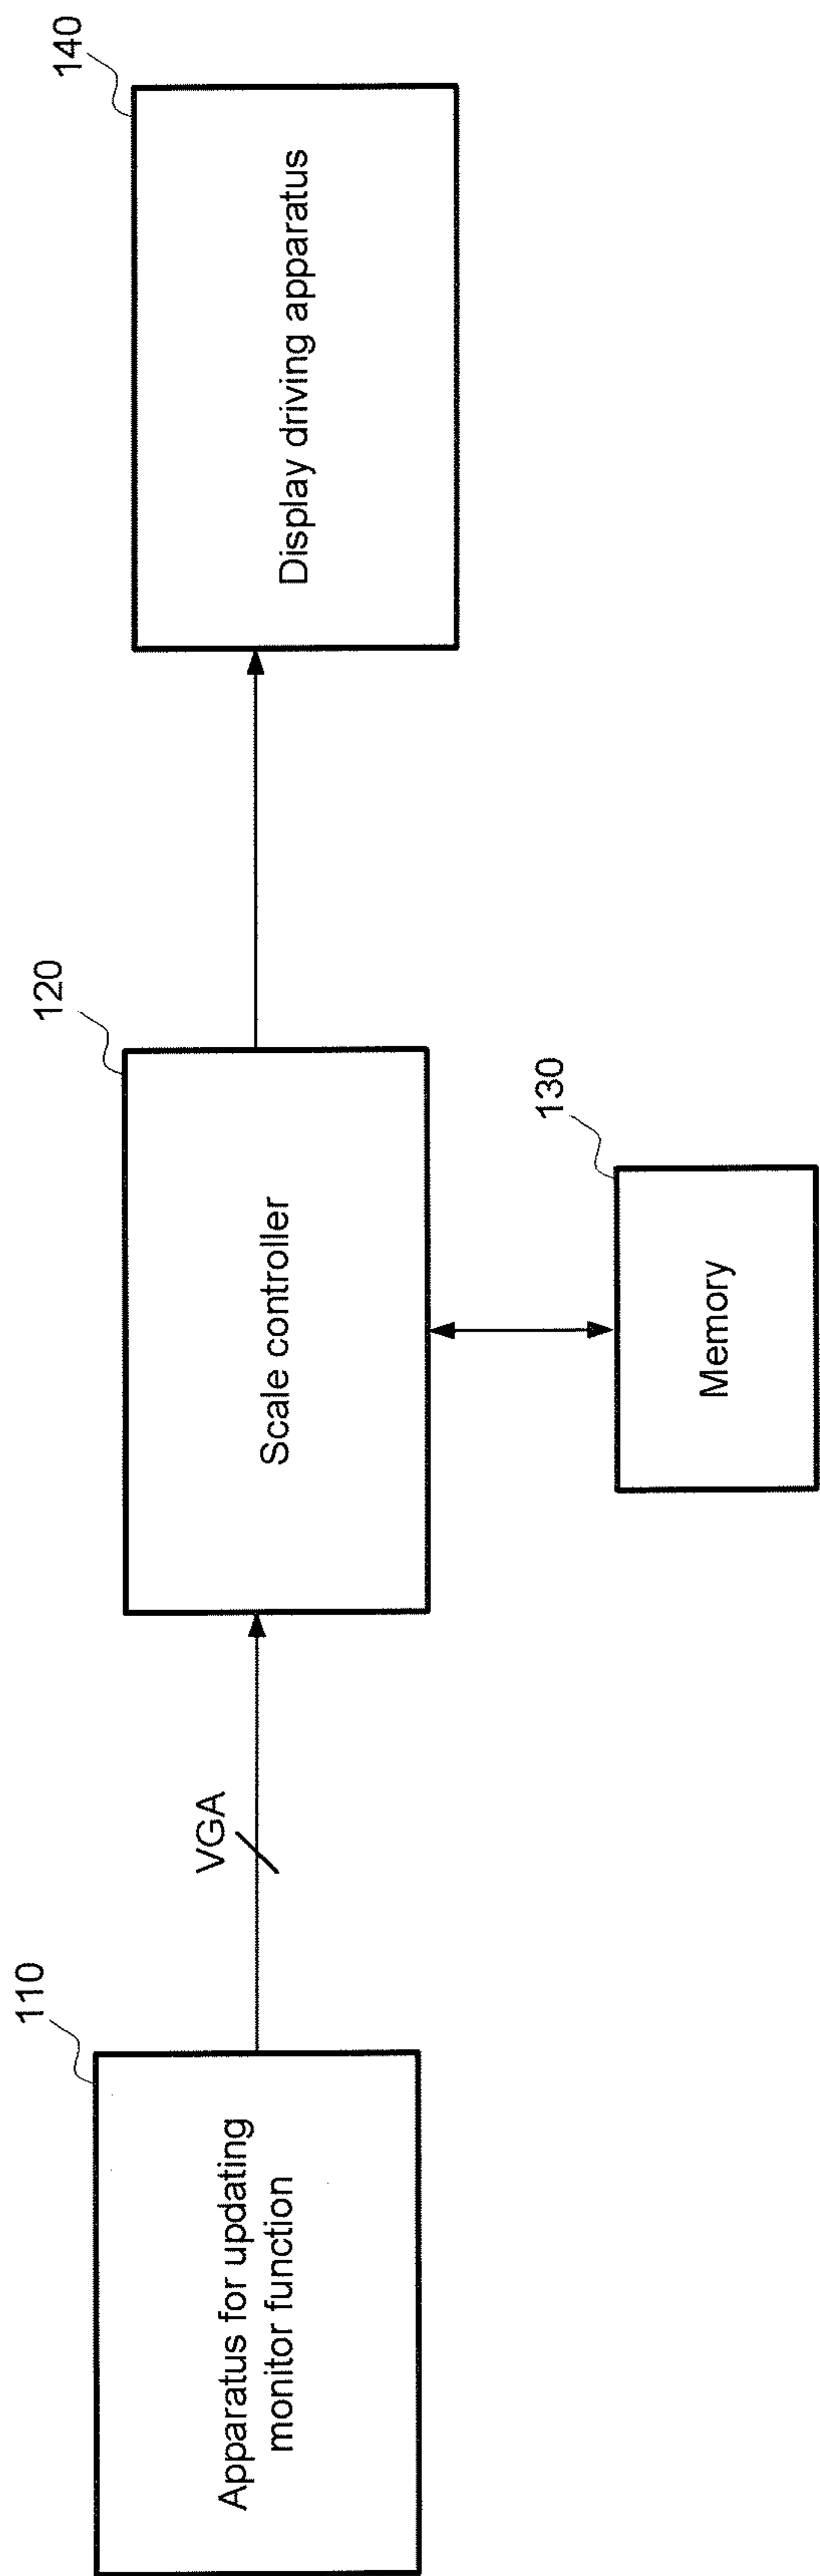 110
Apparatus for updating
monitor function
VGA
120
Scale controller
130
Memory
140
Display driving apparatus